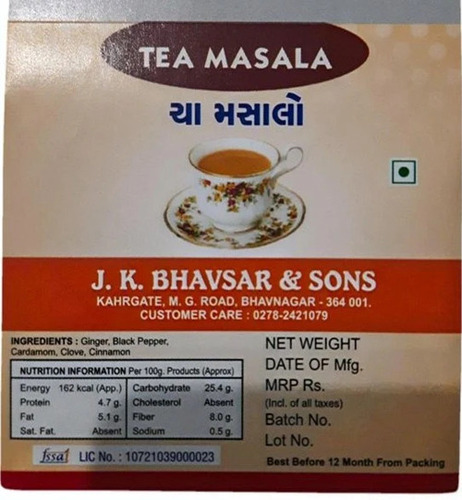 TEA MASALA
ચા મસાલો
J. K. BHAVSAR & SONS
KAHRGATE, M. G. ROAD, BHAVNAGAR - 364 001.
CUSTOMER CARE : 0278-2421079
INGREDIENTS : Ginger, Black Pepper,
Cardamom, Clove, Cinnamon
NUTRITION INFORMATION Per 100g. Products (Approx)
Energy 162 kcal (App.) Carbohydrate 25.4 g.
Protein 4.7 g. Cholesterol Absent
Fat 5.1 g. Fiber 8.0 g.
Sat. Fat. Absent Sodium 0.5 g.
fssai LIC No. : 10721039000023
NET WEIGHT
DATE OF Mfg.
MRP Rs.
(Incl. of all taxes)
Batch No.
Lot No.
Best Before 12 Month From Packing